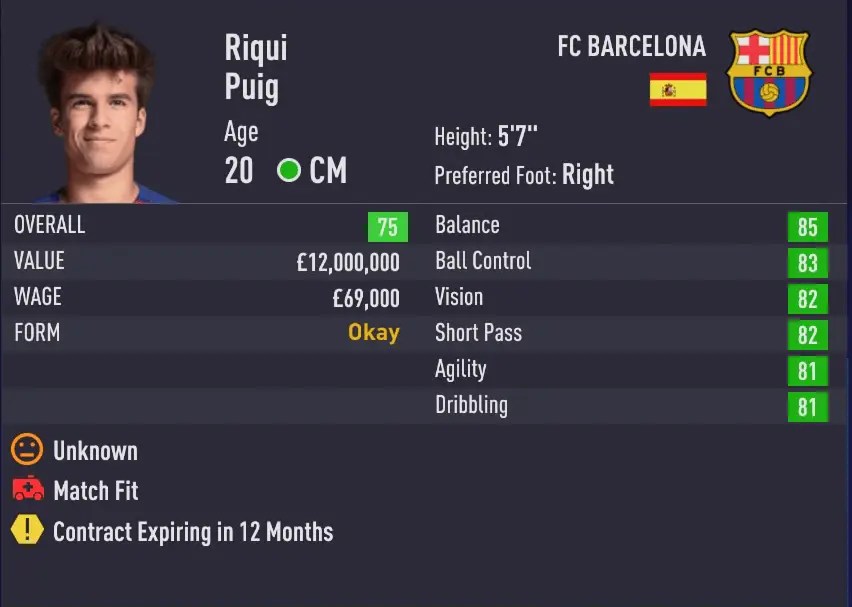 Riqui
Puig
Age
20 CM
FC BARCELONA
FCB
Height: 5'7"
Preferred Foot: Right
OVERALL 75
VALUE £12,000,000
WAGE £69,000
FORM Okay
Balance 85
Ball Control 83
Vision 82
Short Pass 82
Agility 81
Dribbling 81
Unknown
Match Fit
! Contract Expiring in 12 Months